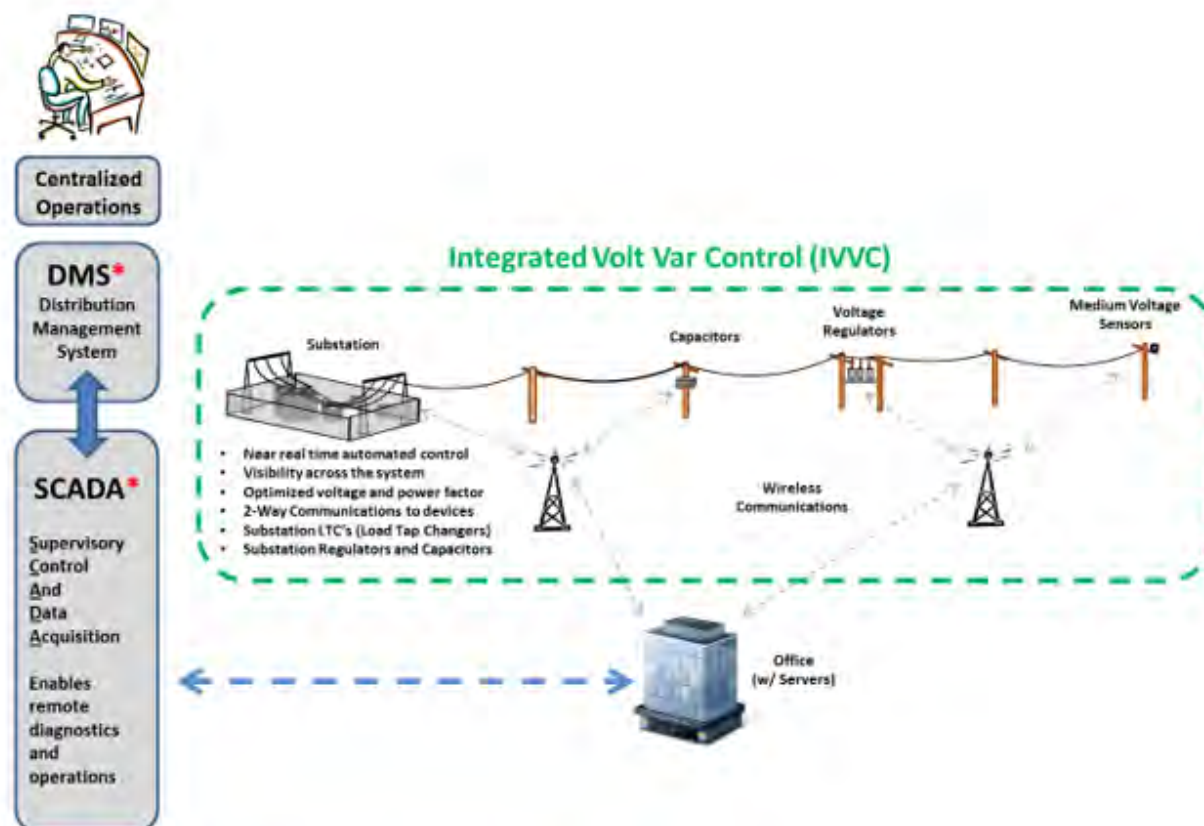 Centralized
Operations
DMS*
Distribution
Management
System
SCADA*
Supervisory
Control
And
Data
Acquisition
Enables
remote
diagnostics
and
operations
Integrated Volt Var Control (IVVC)
Substation
Capacitors
Voltage
Regulators
Medium Voltage
Sensors
• Near real time automated control
• Visibility across the system
• Optimized voltage and power factor
• 2-Way Communications to devices
• Substation LTC's (Load Tap Changers)
• Substation Regulators and Capacitors
Wireless
Communications
Office
(w/ Servers)